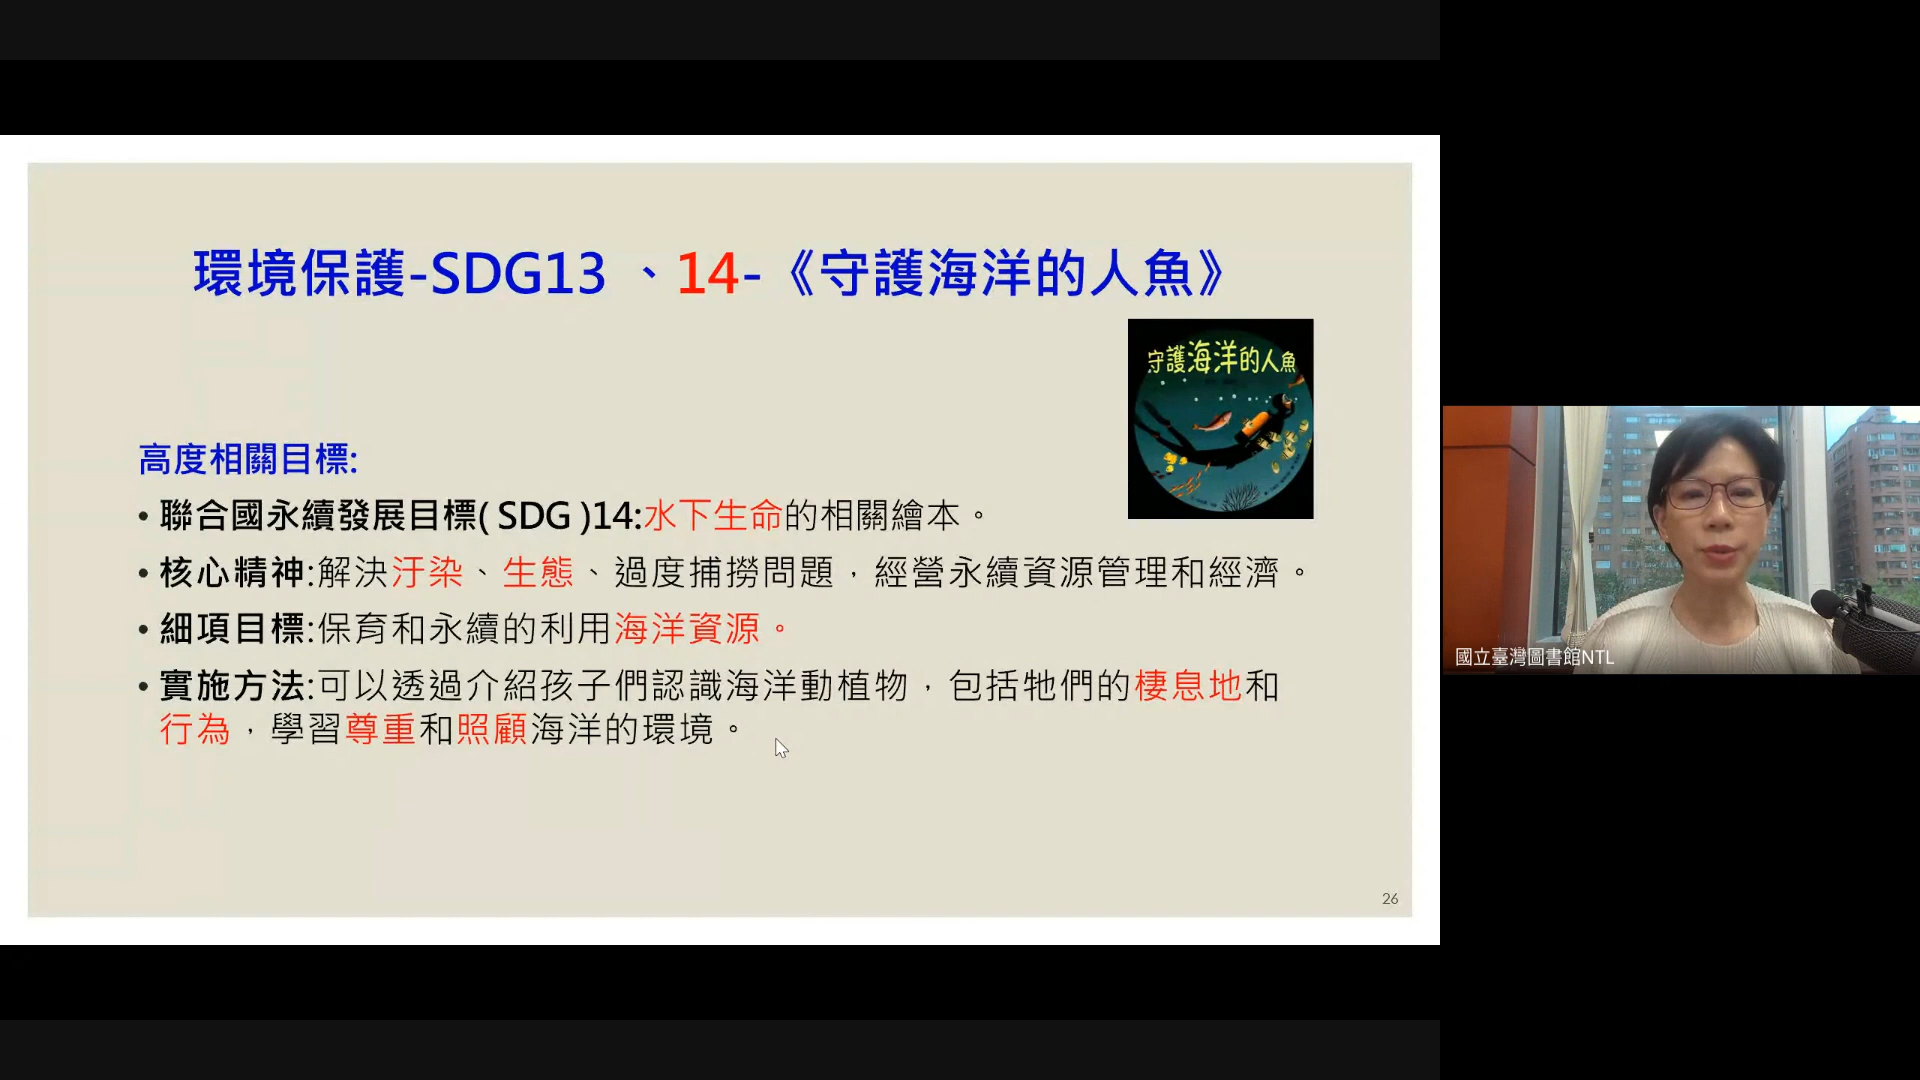 環境保護-SDG13 、14-《守護海洋的人魚》
守護海洋的人魚
高度相關目標:
• 聯合國永續發展目標( SDG )14:水下生命的相關繪本。
• 核心精神:解決汙染、生態、過度捕撈問題，經營永續資源管理和經濟。
• 細項目標:保育和永續的利用海洋資源。
• 實施方法:可以透過介紹孩子們認識海洋動植物，包括牠們的棲息地和
行為，學習尊重和照顧海洋的環境。
26
國立臺灣圖書館NTL